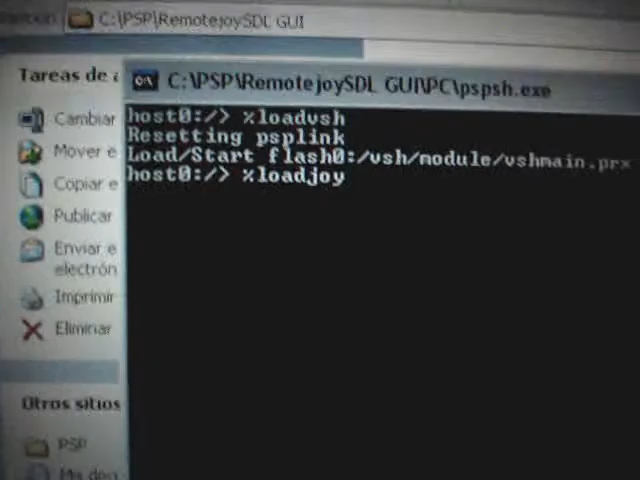 C:\PSP\RemotejoySDL GUI
Tareas de
C:\PSP\RemotejoySDL GUI\PC\pspsh.exe
host0:/> %loadvsh
Resetting psplink
Load/Start flash0:/vsh/module/vshmain.prx
host0:/> %loadjoy
Cambiar
Mover e
Copiar e
Publicar
Enviar e
electrón
Imprimir
Eliminar
Otros sitios
PSP
Mis